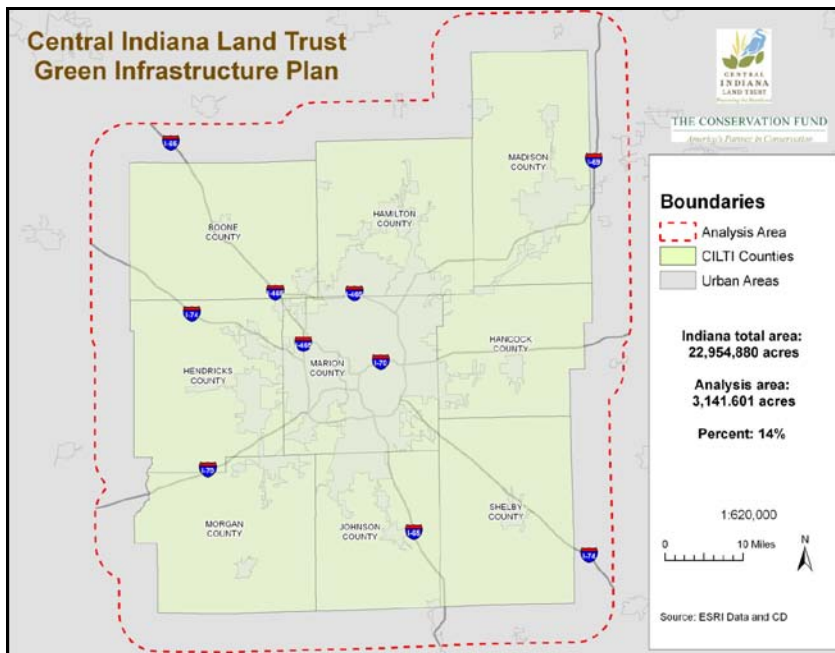 Central Indiana Land Trust
Green Infrastructure Plan
CENTRAL
INDIANA
LAND TRUST
THE CONSERVATION FUND
America's Partner in Conservation
I-65
MADISON
COUNTY
I-69
HAMILTON
COUNTY
BOONE
COUNTY
I-465
I-465
I-74
I-465
MARION
COUNTY
I-70
HANCOCK
COUNTY
HENDRICKS
COUNTY
I-70
MORGAN
COUNTY
JOHNSON
COUNTY
I-65
SHELBY
COUNTY
I-74
Boundaries
Analysis Area
CILTI Counties
Urban Areas
Indiana total area:
22,954,880 acres
Analysis area:
3,141.601 acres
Percent: 14%
1:620,000
0 10 Miles
N
Source: ESRI Data and CD